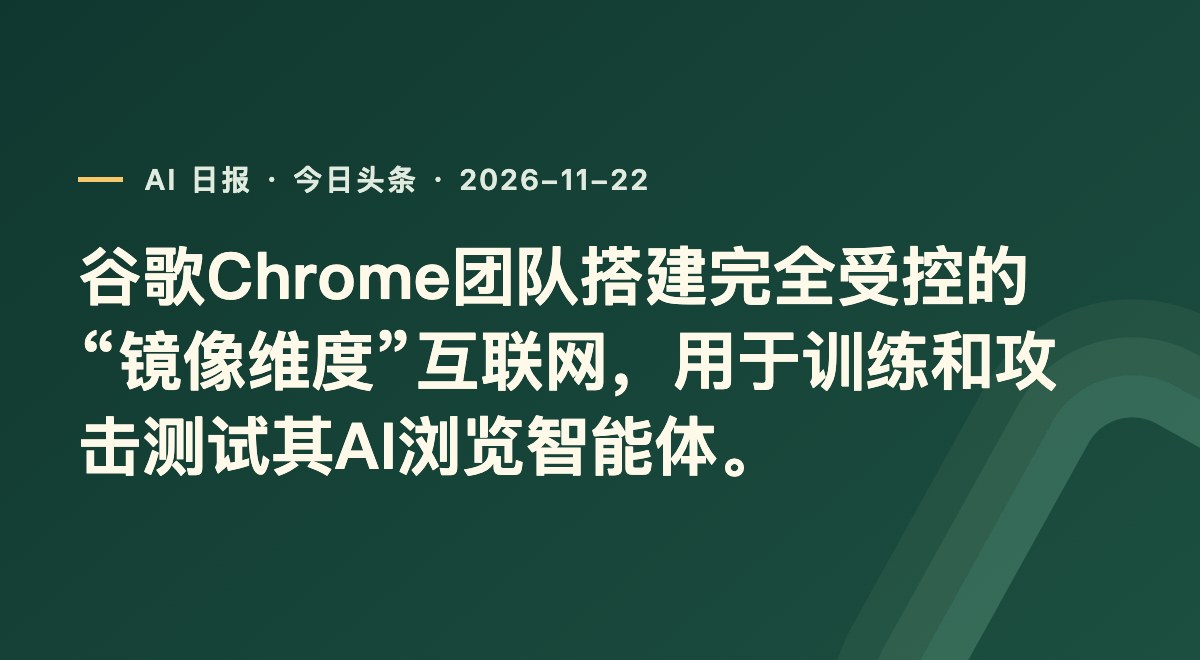 AI 日报 · 今日头条 · 2026-11-22
谷歌Chrome团队搭建完全受控的
“镜像维度”互联网，用于训练和攻
击测试其AI浏览智能体。